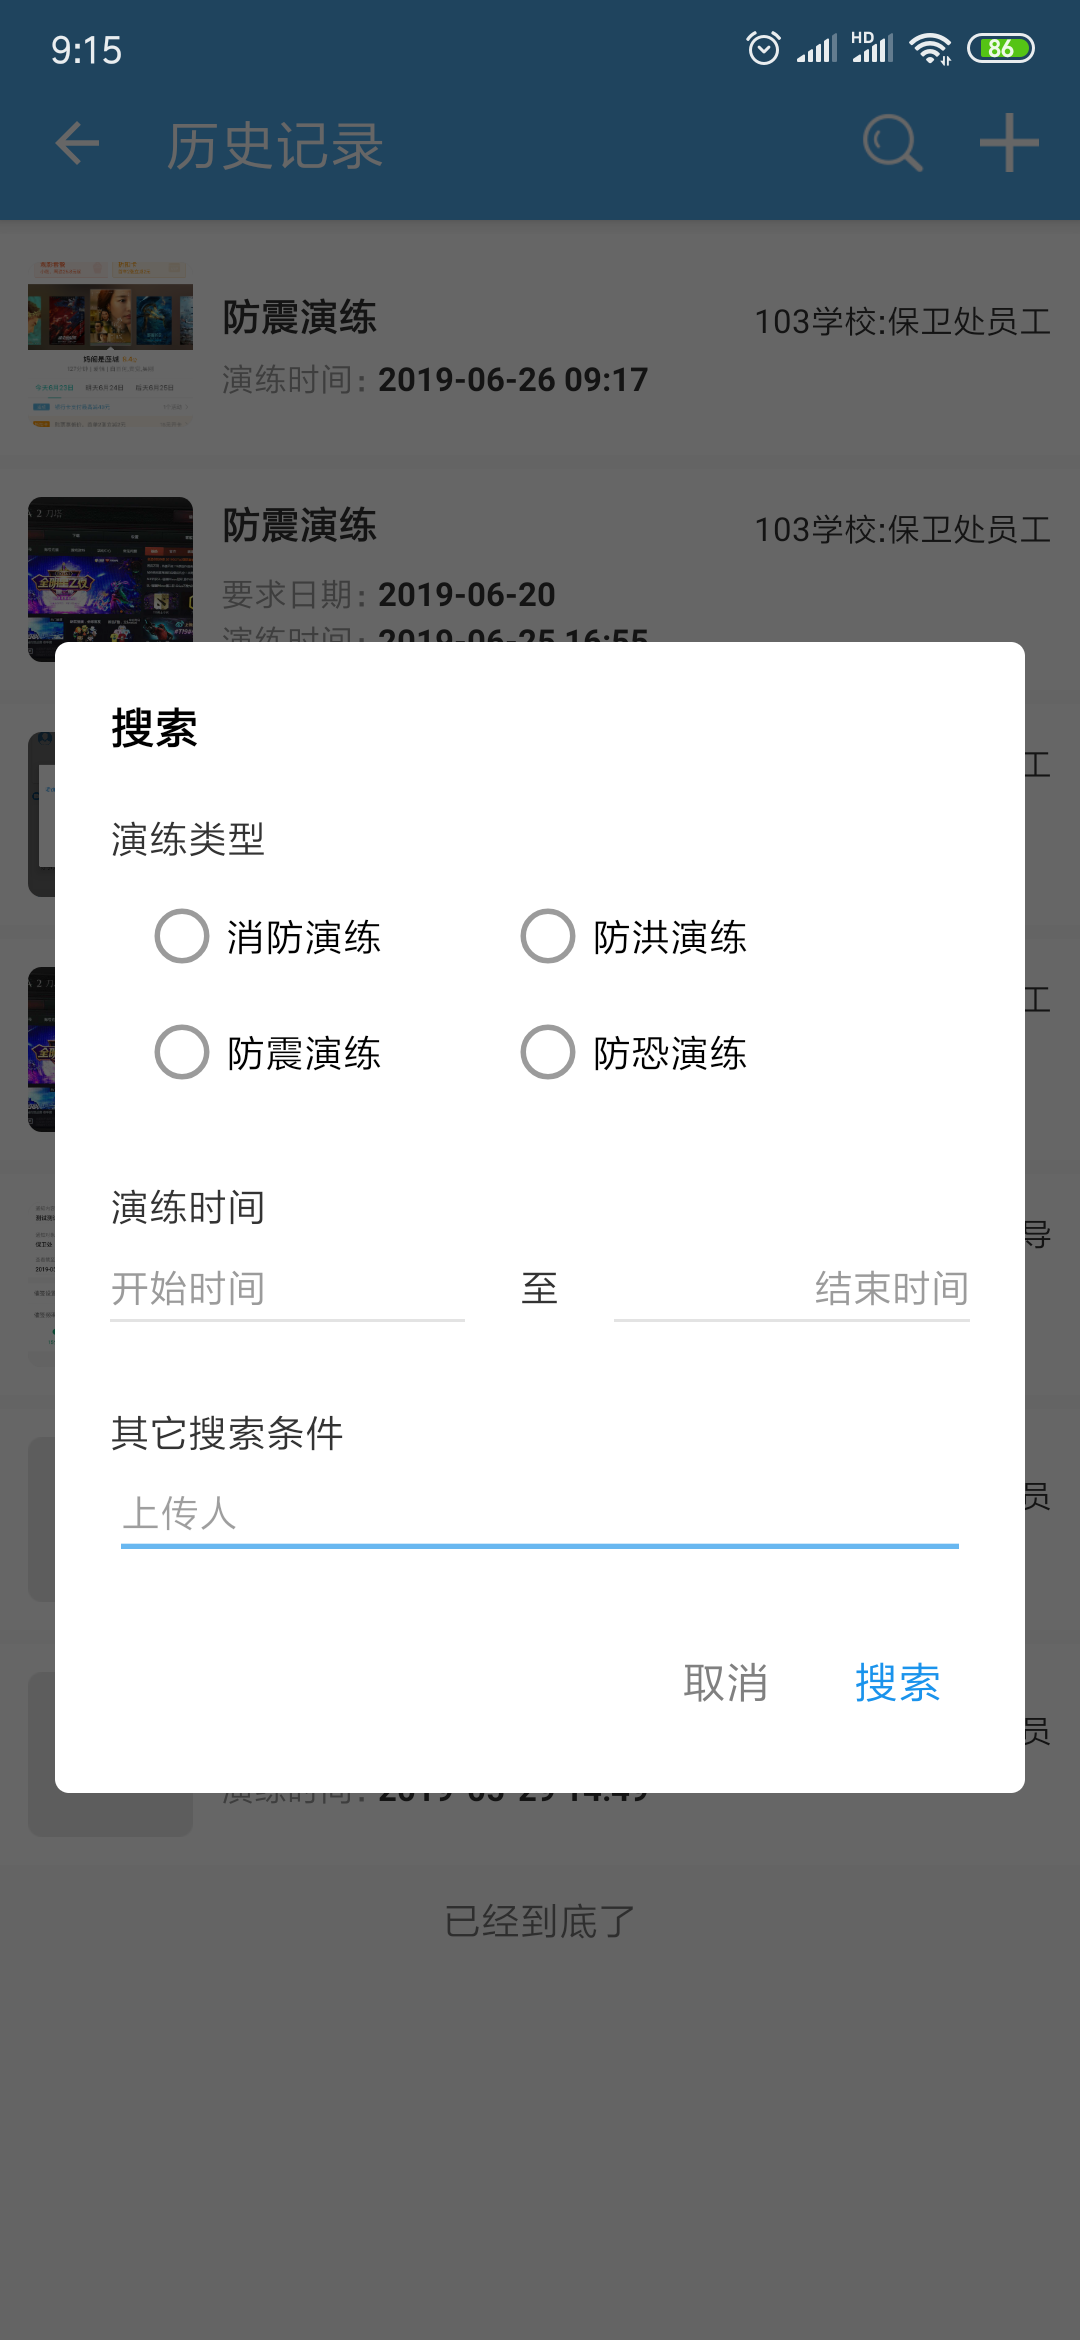 9:15
HD
86
历史记录
防震演练
103学校:保卫处员工
演练时间: 2019-06-26 09:17
防震演练
103学校:保卫处员工
要求日期: 2019-06-20
演练时间: 2019-06-25 16:55
搜索
工
演练类型
消防演练
防洪演练
工
防震演练
防恐演练
演练时间
导
开始时间
至
结束时间
其它搜索条件
员
上传人
取消
搜索
员
演练时间: 2019-05-29 14:49
已经到底了